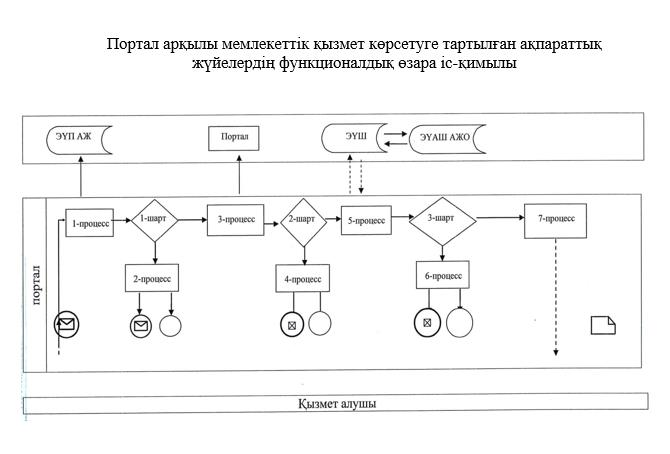 Портал арқылы мемлекеттік қызмет көрсетуге тартылған ақпараттық
жүйелердің функционалдық өзара іс-қимылы
ЭҮП АЖ
Портал
ЭҮШ
ЭҮАШ АЖО
портал
1-процесс
1-шарт
3-процесс
2-шарт
5-процесс
3-шарт
7-процесс
2-процесс
4-процесс
6-процесс
Қызмет алушы